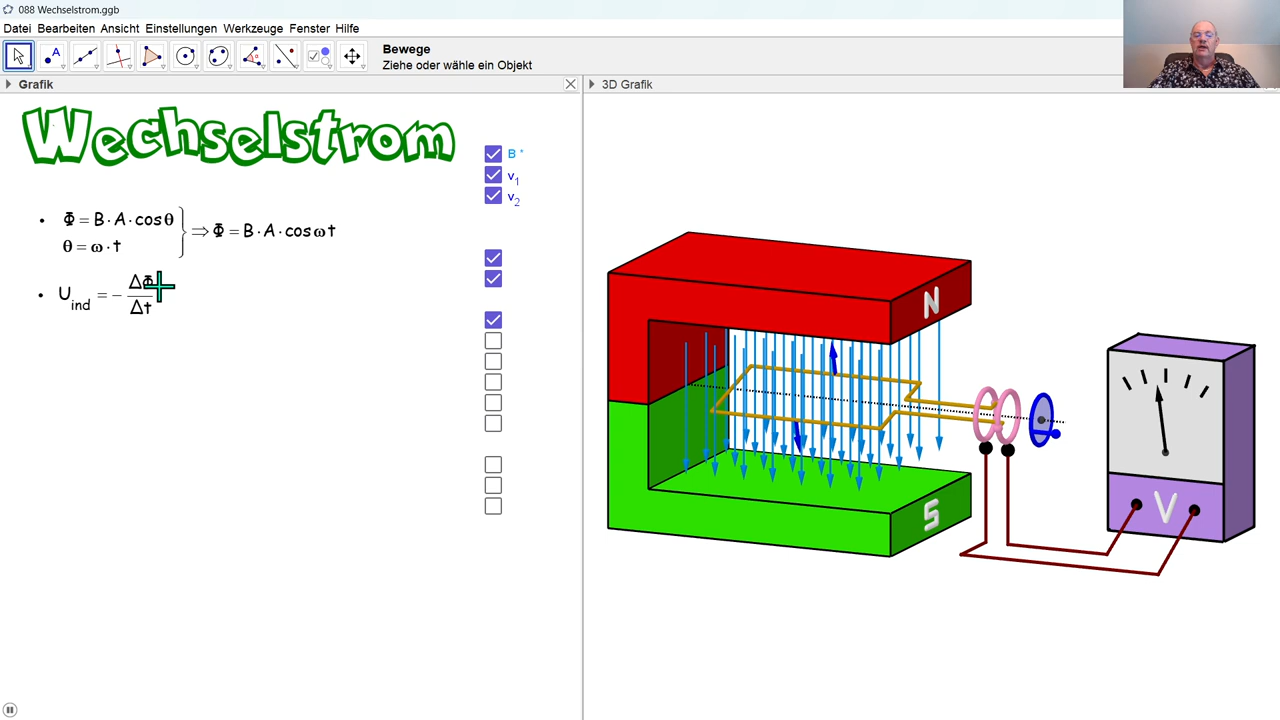 088 Wechselstrom.ggb
Datei Bearbeiten Ansicht Einstellungen Werkzeuge Fenster Hilfe
A
Bewege
Ziehe oder wähle ein Objekt
Grafik
3D Grafik
Wechselstrom
B *
v₁
v₂
• Φ = B · A · cos θ
θ = ω · t
⇒ Φ = B · A · cos ω t
• U_ind = − ΔΦ/Δt
N
S
V